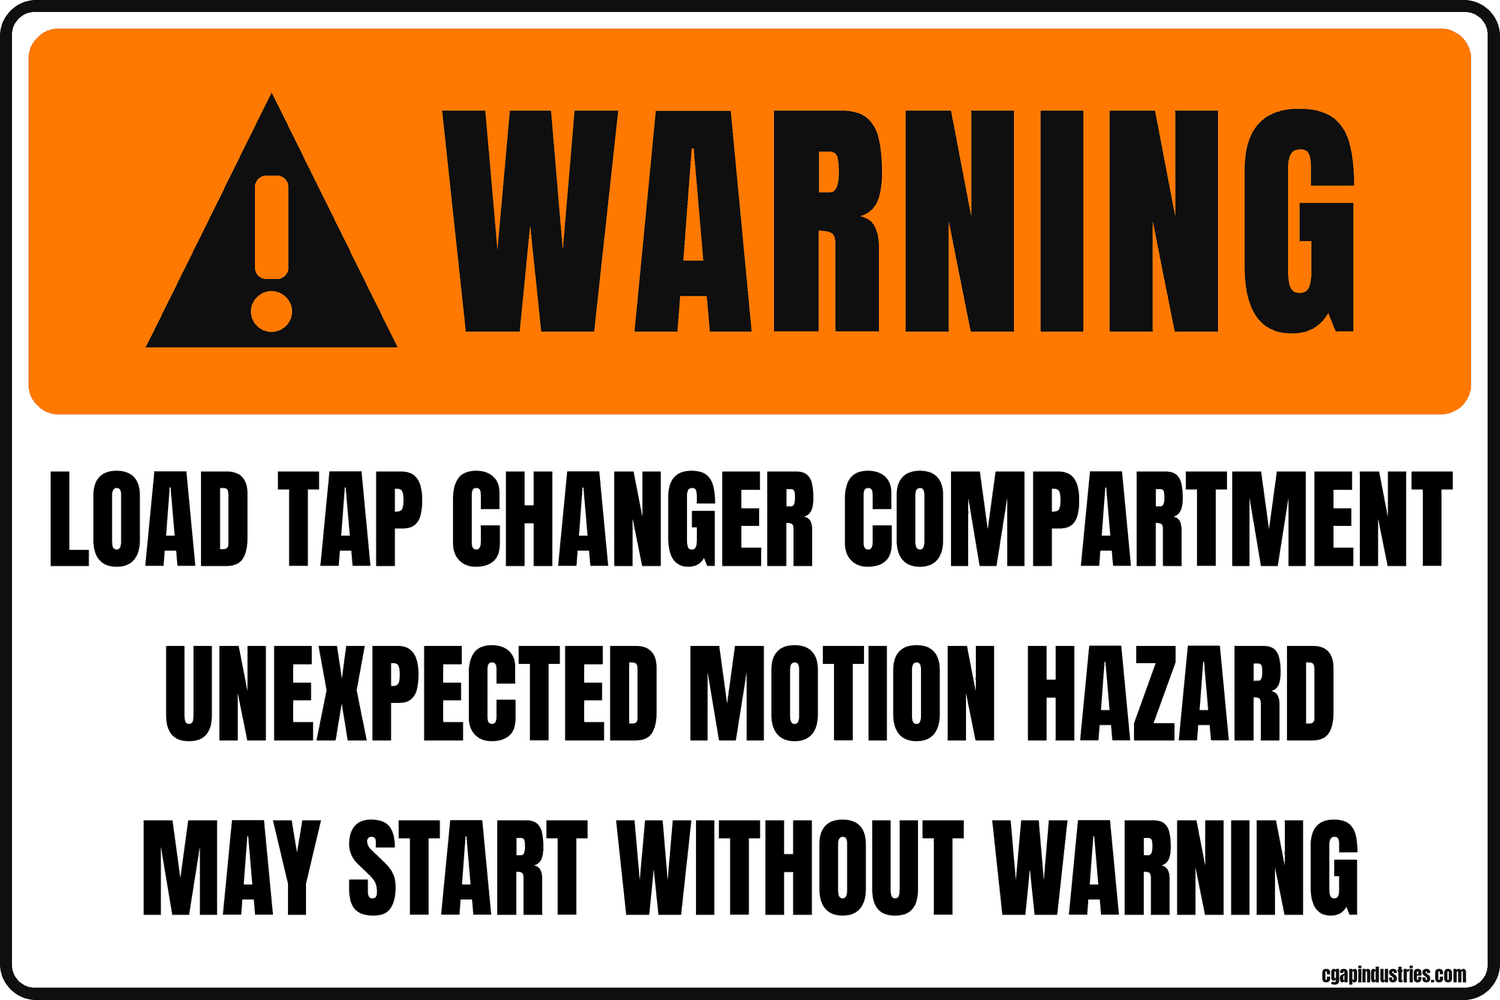 WARNING
LOAD TAP CHANGER COMPARTMENT
UNEXPECTED MOTION HAZARD
MAY START WITHOUT WARNING
cgapindustries.com